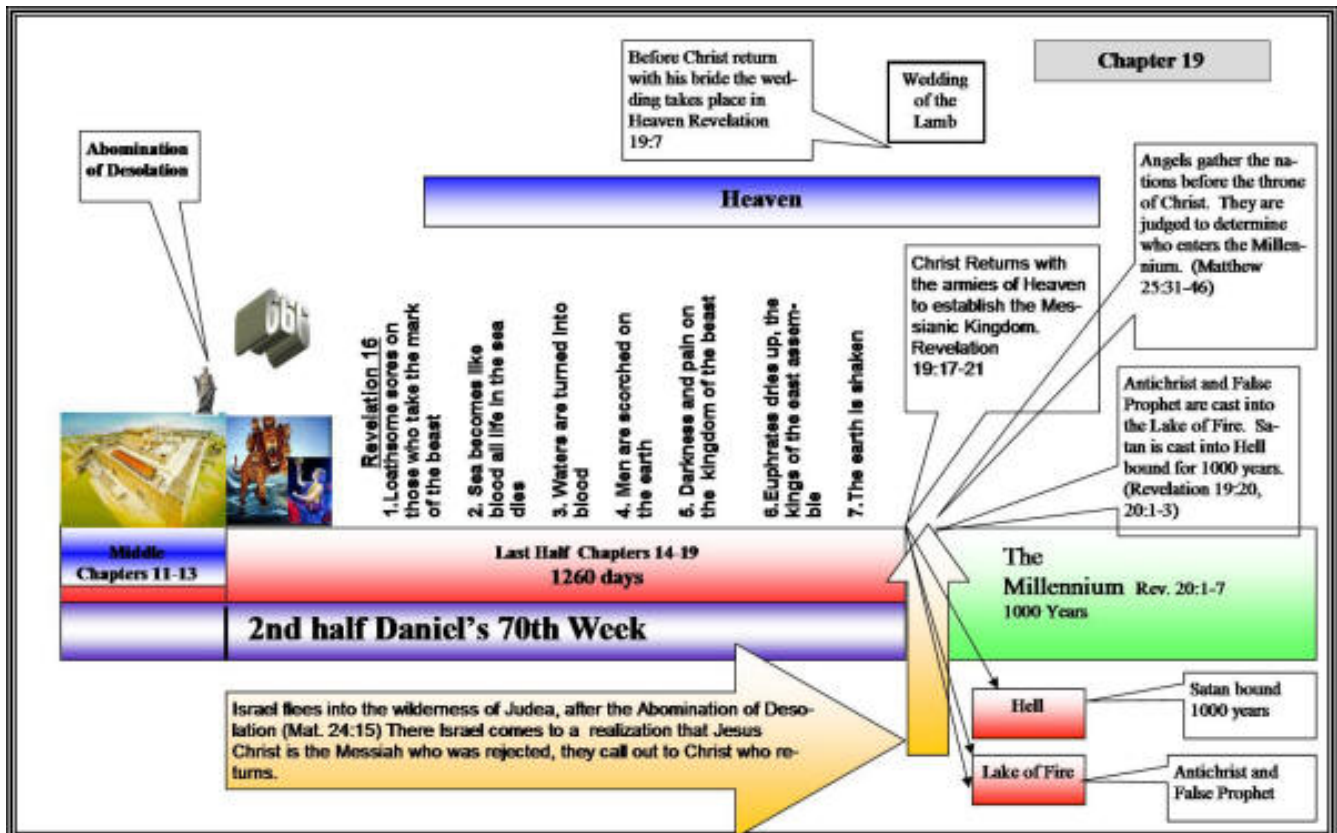 Before Christ return
with his bride the wed-
ding takes place in
Heaven Revelation
19:7
Wedding
of the
Lamb
Chapter 19
Abomination
of Desolation
Heaven
Angels gather the na-
tions before the throne
of Christ. They are
judged to determine
who enters the Millen-
nium. (Matthew
25:31-46)
Christ Returns with
the armies of Heaven
to establish the Mes-
sianic Kingdom.
Revelation
19:17-21
666
Revelation 16
1. Loathsome sores on
those who take the mark
of the beast
2. Sea becomes like
blood all life in the sea
dies
3. Waters are turned into
blood
4. Men are scorched on
the earth
5. Darkness and pain on
the kingdom of the beast
6. Euphrates dries up, the
kings of the east assem-
ble
7. The earth is shaken
Antichrist and False
Prophet are cast into
the Lake of Fire. Sa-
tan is cast into Hell
bound for 1000 years.
(Revelation 19:20,
20:1-3)
Middle
Chapters 11-13
Last Half Chapters 14-19
1260 days
The
Millennium Rev. 20:1-7
1000 Years
2nd half Daniel's 70th Week
Israel flees into the wilderness of Judea, after the Abomination of Deso-
lation (Mat. 24:15) There Israel comes to a realization that Jesus
Christ is the Messiah who was rejected, they call out to Christ who re-
turns.
Hell
Satan bound
1000 years
Lake of Fire
Antichrist and
False Prophet